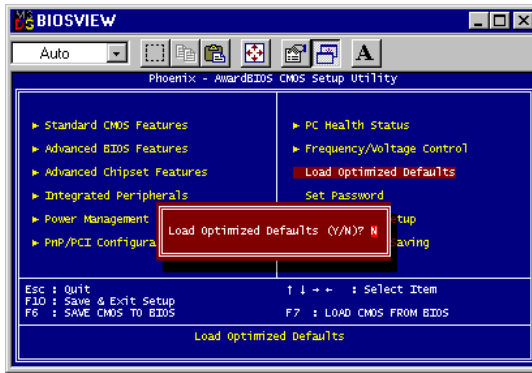 BIOSVIEW
Auto
A
Phoenix - AwardBIOS CMOS Setup Utility
► Standard CMOS Features
► Advanced BIOS Features
► Advanced Chipset Features
► Integrated Peripherals
► Power Management
► PnP/PCI
► PC Health Status
► Frequency/Voltage Control
Load Optimized Defaults
Set Password
Load Optimized Defaults (Y/N)? N
Esc : Quit
F10 : Save & Exit Setup
F6 : SAVE CMOS TO BIOS
↑ ↓ → ← : Select Item
F7 : LOAD CMOS FROM BIOS
Load Optimized Defaults